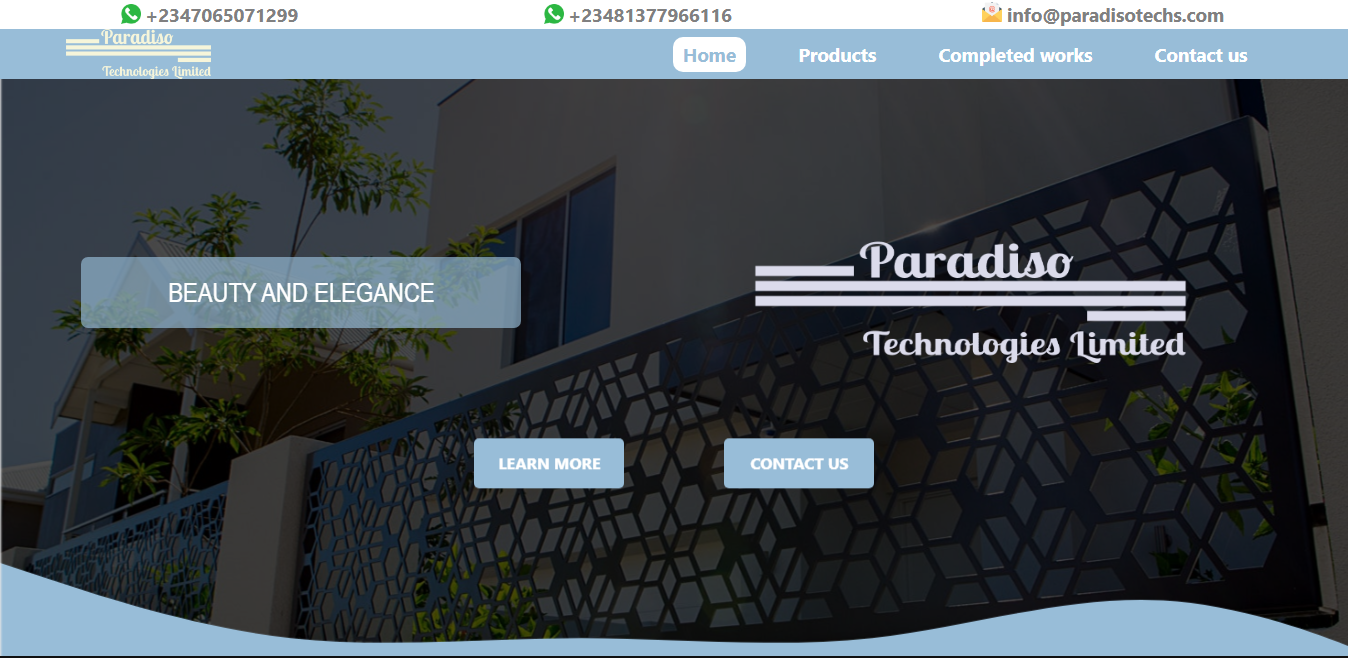 +2347065071299 +23481377966116 info@paradisotechs.com
Paradiso
Technologies Limited
Home Products Completed works Contact us
BEAUTY AND ELEGANCE
Paradiso
Technologies Limited
LEARN MORE CONTACT US